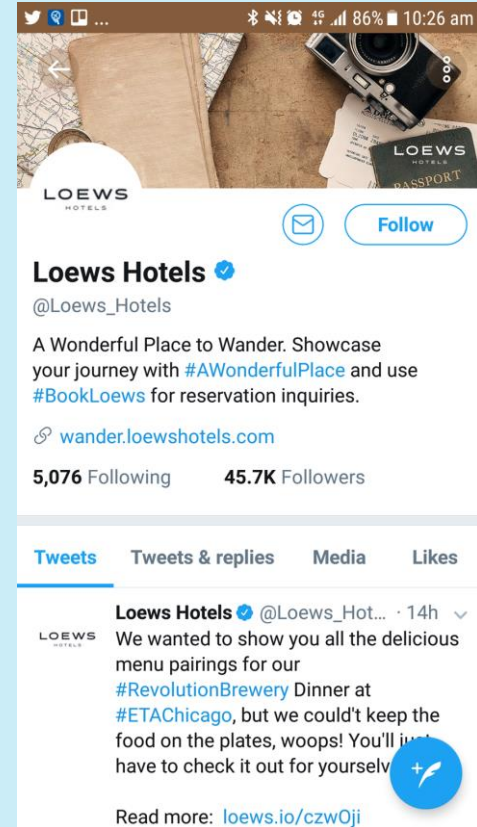 ... 4G 86% 10:26 am
LOEWS
HOTELS
PASSPORT
LOEWS
HOTELS
Follow
Loews Hotels
@Loews_Hotels
A Wonderful Place to Wander. Showcase
your journey with #AWonderfulPlace and use
#BookLoews for reservation inquiries.
wander.loewshotels.com
5,076 Following 45.7K Followers
Tweets Tweets & replies Media Likes
Loews Hotels @Loews_Hot... · 14h
LOEWS
HOTELS
We wanted to show you all the delicious
menu pairings for our
#RevolutionBrewery Dinner at
#ETAChicago, but we could't keep the
food on the plates, woops! You'll
have to check it out for yourselv
Read more: loews.io/czwOji